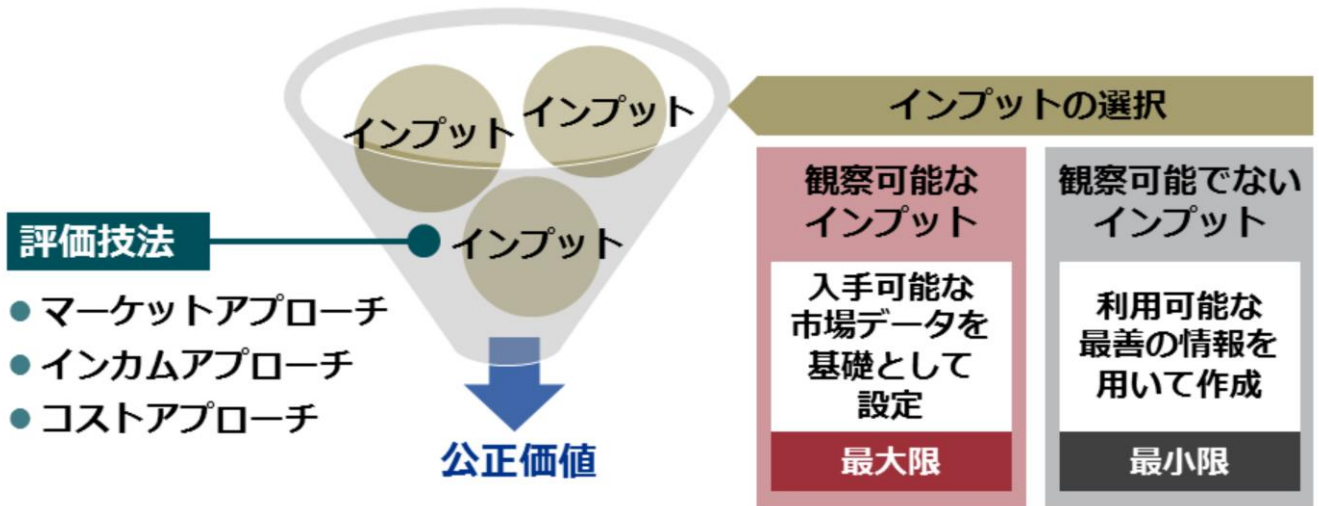 インプット
インプット
インプット
評価技法
● マーケットアプローチ
● インカムアプローチ
● コストアプローチ
公正価値
インプットの選択
観察可能な
インプット
入手可能な
市場データを
基礎として
設定
最大限
観察可能でない
インプット
利用可能な
最善の情報を
用いて作成
最小限